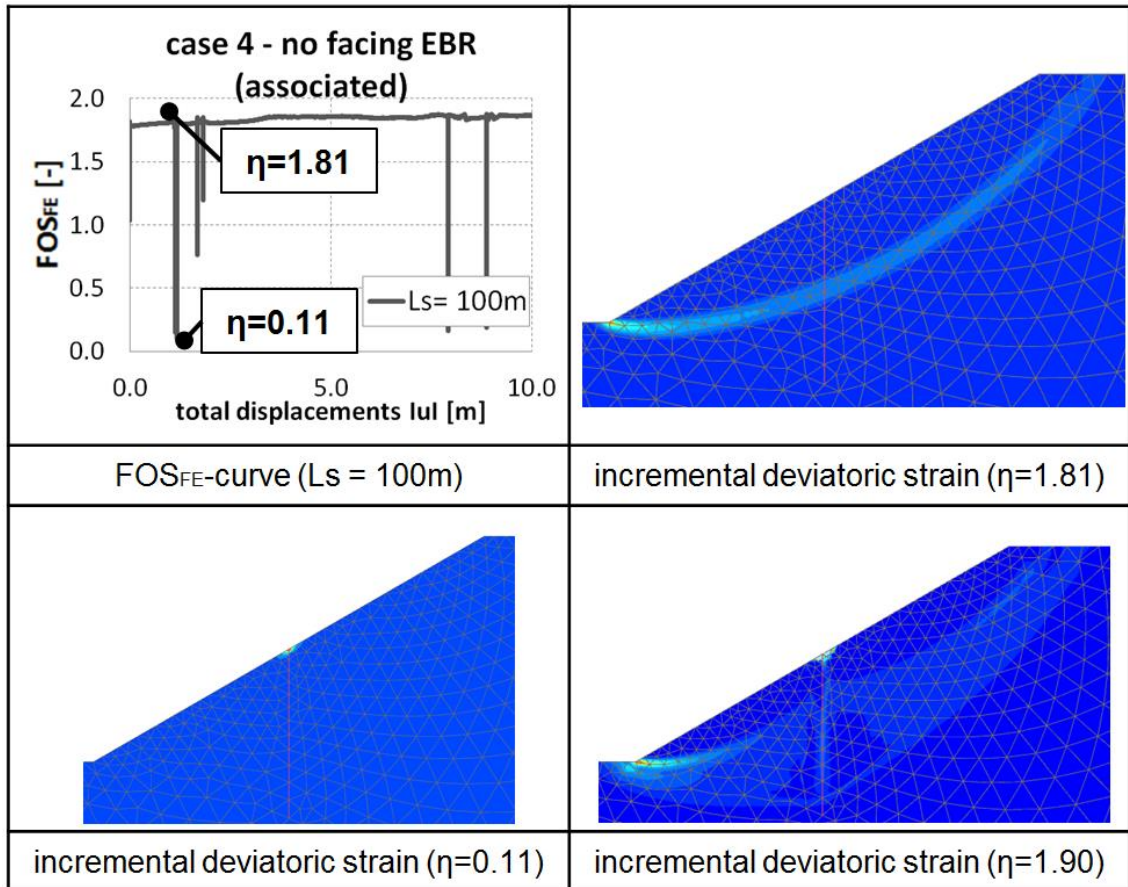 case 4 - no facing EBR
(associated)
FOSFE [-]
2.0
1.5
1.0
0.5
0.0
η=1.81
η=0.11
Ls= 100m
0.0 5.0 10.0
total displacements IuI [m]
FOSFE-curve (Ls = 100m)
incremental deviatoric strain (η=1.81)
incremental deviatoric strain (η=0.11)
incremental deviatoric strain (η=1.90)